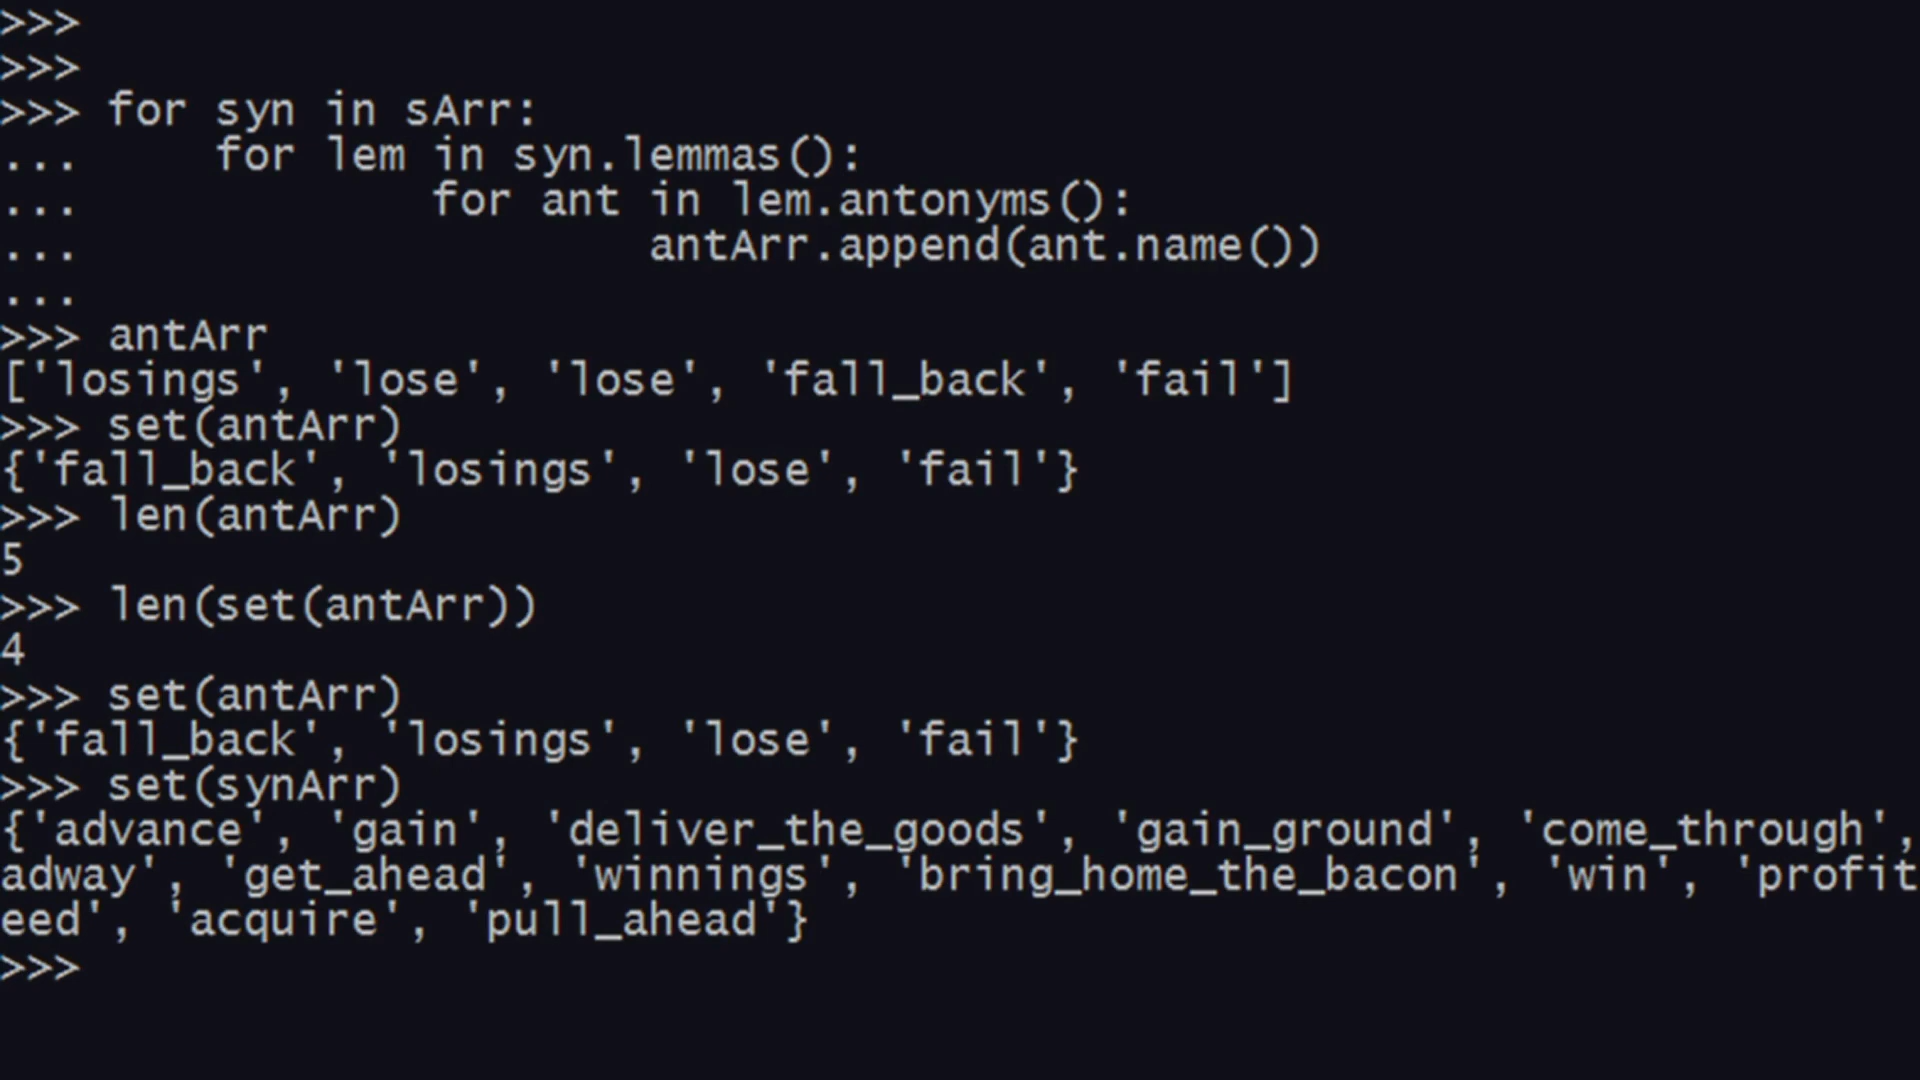 >>>
>>>
>>> for syn in sArr:
...     for lem in syn.lemmas():
...             for ant in lem.antonyms():
...                     antArr.append(ant.name())
...
>>> antArr
['losings', 'lose', 'lose', 'fall_back', 'fail']
>>> set(antArr)
{'fall_back', 'losings', 'lose', 'fail'}
>>> len(antArr)
5
>>> len(set(antArr))
4
>>> set(antArr)
{'fall_back', 'losings', 'lose', 'fail'}
>>> set(synArr)
{'advance', 'gain', 'deliver_the_goods', 'gain_ground', 'come_through',
adway', 'get_ahead', 'winnings', 'bring_home_the_bacon', 'win', 'profit
eed', 'acquire', 'pull_ahead'}
>>>